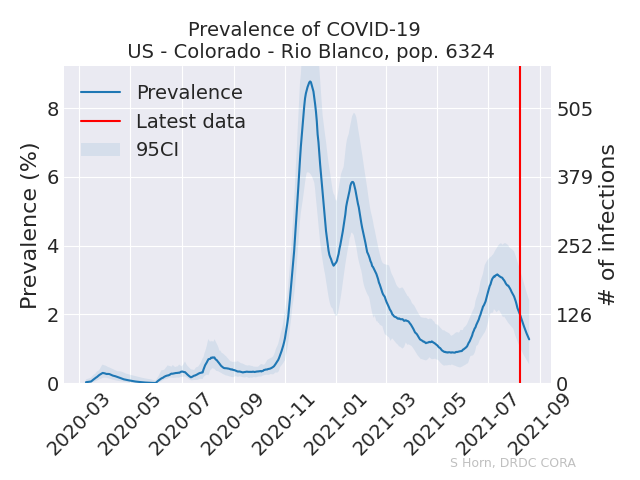 Prevalence of COVID-19
US - Colorado - Rio Blanco, pop. 6324
Prevalence
Latest data
95CI
Prevalence (%)
8
6
4
2
0
# of infections
505
379
252
126
0
2020-03
2020-05
2020-07
2020-09
2020-11
2021-01
2021-03
2021-05
2021-07
2021-09
S Horn, DRDC CORA